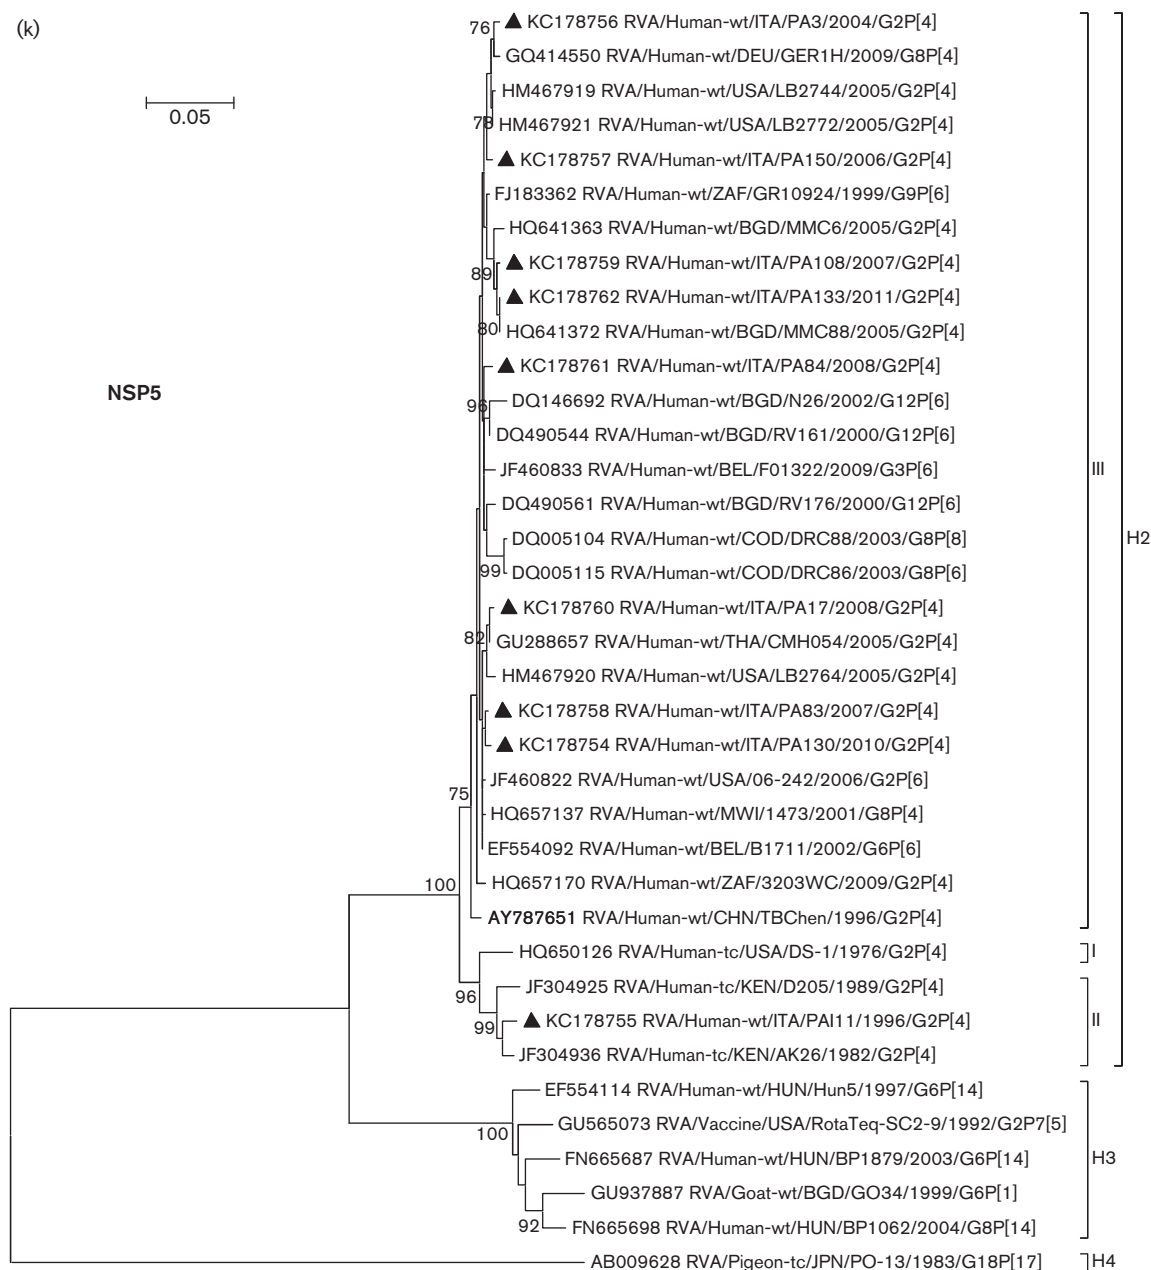 (k)
76
▲ KC178756 RVA/Human-wt/ITA/PA3/2004/G2P[4]
GQ414550 RVA/Human-wt/DEU/GER1H/2009/G8P[4]
HM467919 RVA/Human-wt/USA/LB2744/2005/G2P[4]
0.05
78
HM467921 RVA/Human-wt/USA/LB2772/2005/G2P[4]
▲ KC178757 RVA/Human-wt/ITA/PA150/2006/G2P[4]
FJ183362 RVA/Human-wt/ZAF/GR10924/1999/G9P[6]
HQ641363 RVA/Human-wt/BGD/MMC6/2005/G2P[4]
89
▲ KC178759 RVA/Human-wt/ITA/PA108/2007/G2P[4]
▲ KC178762 RVA/Human-wt/ITA/PA133/2011/G2P[4]
80
HQ641372 RVA/Human-wt/BGD/MMC88/2005/G2P[4]
▲ KC178761 RVA/Human-wt/ITA/PA84/2008/G2P[4]
NSP5
96
DQ146692 RVA/Human-wt/BGD/N26/2002/G12P[6]
DQ490544 RVA/Human-wt/BGD/RV161/2000/G12P[6]
JF460833 RVA/Human-wt/BEL/F01322/2009/G3P[6]
III
DQ490561 RVA/Human-wt/BGD/RV176/2000/G12P[6]
DQ005104 RVA/Human-wt/COD/DRC88/2003/G8P[8]
H2
99
DQ005115 RVA/Human-wt/COD/DRC86/2003/G8P[6]
▲ KC178760 RVA/Human-wt/ITA/PA17/2008/G2P[4]
82
GU288657 RVA/Human-wt/THA/CMH054/2005/G2P[4]
HM467920 RVA/Human-wt/USA/LB2764/2005/G2P[4]
▲ KC178758 RVA/Human-wt/ITA/PA83/2007/G2P[4]
▲ KC178754 RVA/Human-wt/ITA/PA130/2010/G2P[4]
JF460822 RVA/Human-wt/USA/06-242/2006/G2P[6]
75
HQ657137 RVA/Human-wt/MWI/1473/2001/G8P[4]
EF554092 RVA/Human-wt/BEL/B1711/2002/G6P[6]
100
HQ657170 RVA/Human-wt/ZAF/3203WC/2009/G2P[4]
AY787651 RVA/Human-wt/CHN/TBChen/1996/G2P[4]
HQ650126 RVA/Human-tc/USA/DS-1/1976/G2P[4]
I
96
JF304925 RVA/Human-tc/KEN/D205/1989/G2P[4]
99
▲ KC178755 RVA/Human-wt/ITA/PAI11/1996/G2P[4]
II
JF304936 RVA/Human-tc/KEN/AK26/1982/G2P[4]
EF554114 RVA/Human-wt/HUN/Hun5/1997/G6P[14]
100
GU565073 RVA/Vaccine/USA/RotaTeq-SC2-9/1992/G2P7[5]
FN665687 RVA/Human-wt/HUN/BP1879/2003/G6P[14]
H3
GU937887 RVA/Goat-wt/BGD/GO34/1999/G6P[1]
92
FN665698 RVA/Human-wt/HUN/BP1062/2004/G8P[14]
AB009628 RVA/Pigeon-tc/JPN/PO-13/1983/G18P[17]
H4